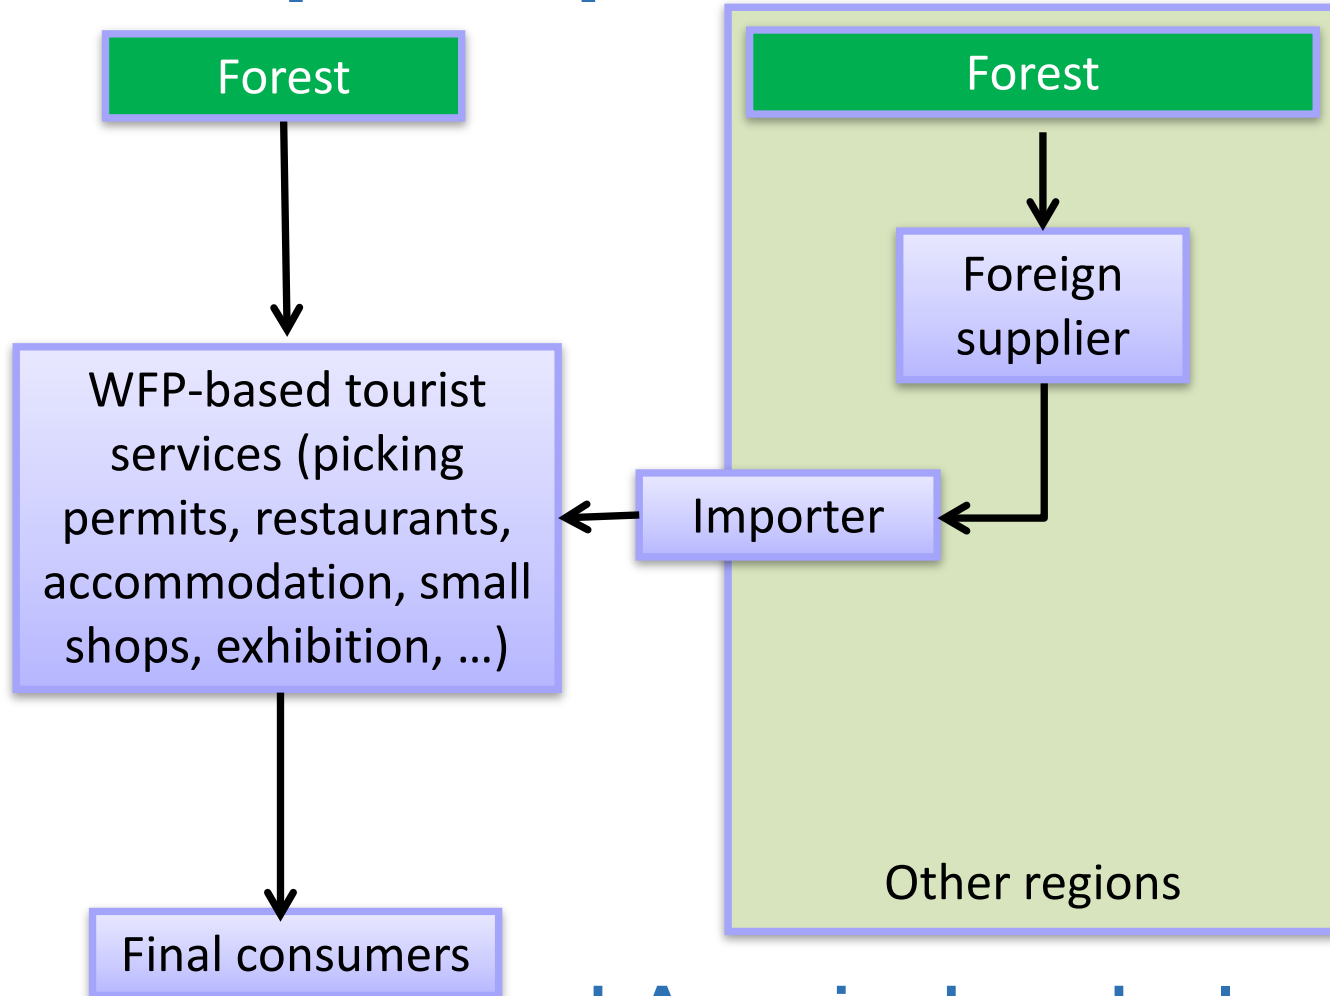 Forest
Forest
Foreign
supplier
WFP-based tourist
services (picking
permits, restaurants,
accommodation, small
shops, exhibition, …)
Importer
Other regions
Final consumers